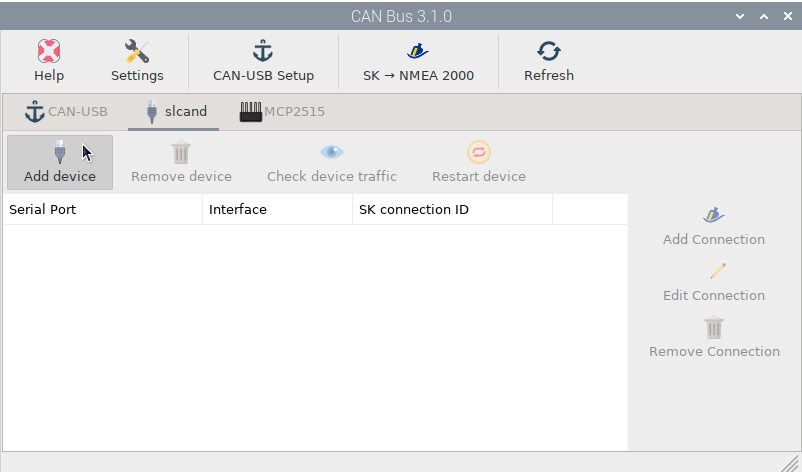 CAN Bus 3.1.0
Help Settings CAN-USB Setup SK → NMEA 2000 Refresh
CAN-USB slcand MCP2515
Add device Remove device Check device traffic Restart device
Serial Port Interface SK connection ID
Add Connection
Edit Connection
Remove Connection